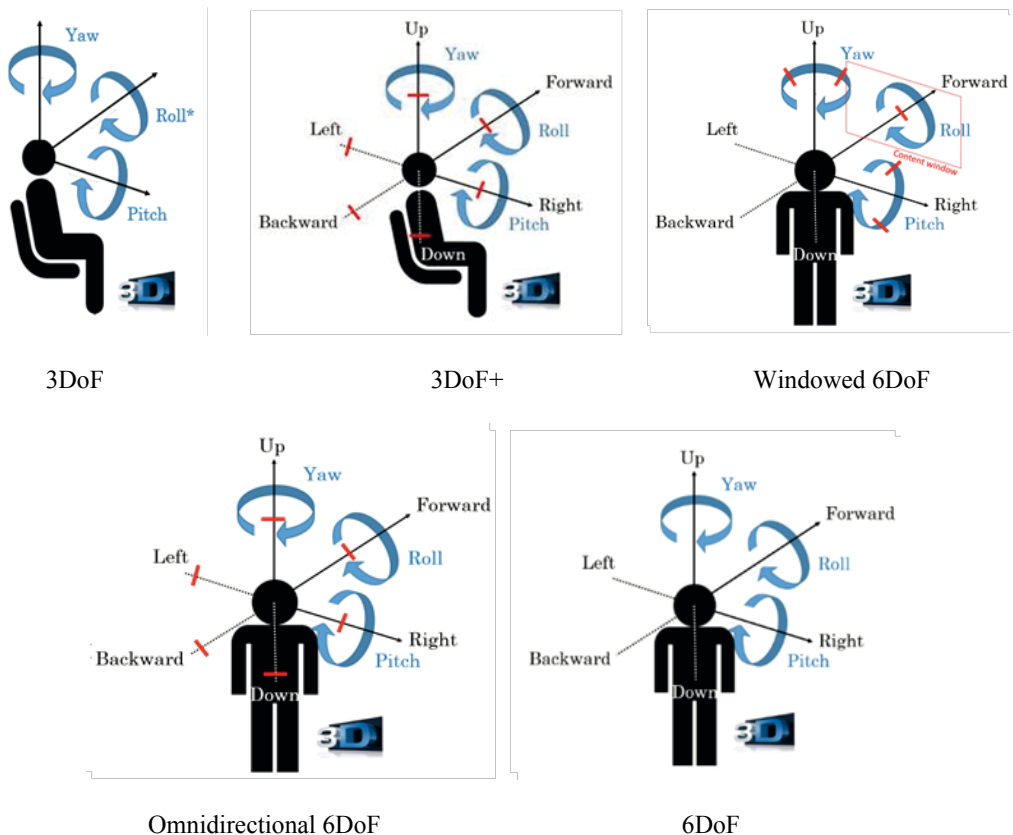 Yaw
Roll*
Pitch
3D
3DoF
Up
Yaw
Forward
Left
Roll
Backward
Right
Pitch
Down
3D
3DoF+
Up
Yaw
Forward
Left
Roll
Content window
Backward
Right
Pitch
Down
3D
Windowed 6DoF
Up
Yaw
Forward
Left
Roll
Right
Backward
Pitch
Down
3D
Omnidirectional 6DoF
Up
Yaw
Forward
Left
Roll
Right
Backward
Pitch
Down
3D
6DoF